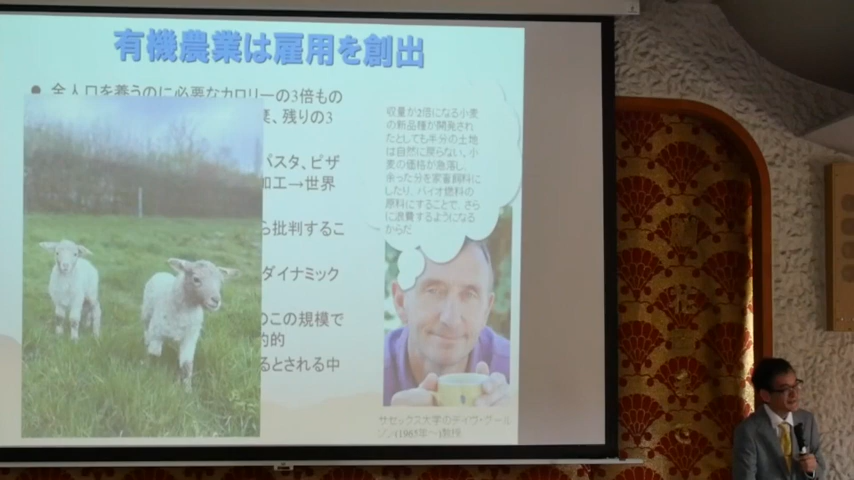 有機農業は雇用を創出
● 全人口を養うのに必要なカロリーの3倍もの
、残りの3
パスタ、ピザ
加工→世界
ら批判するこ
ダイナミック
のこの規模で
的
るとされる中
収量が2倍になる小麦
の新品種が開発され
たとしても半分の土地
は自然に戻らない。小
麦の価格が急落し、
余った分を家畜飼料に
したり、バイオ燃料の
原料にすることで、さら
に浪費するようになる
からだ
サセックス大学のデイヴ・グール
ソン(1965年〜)教授